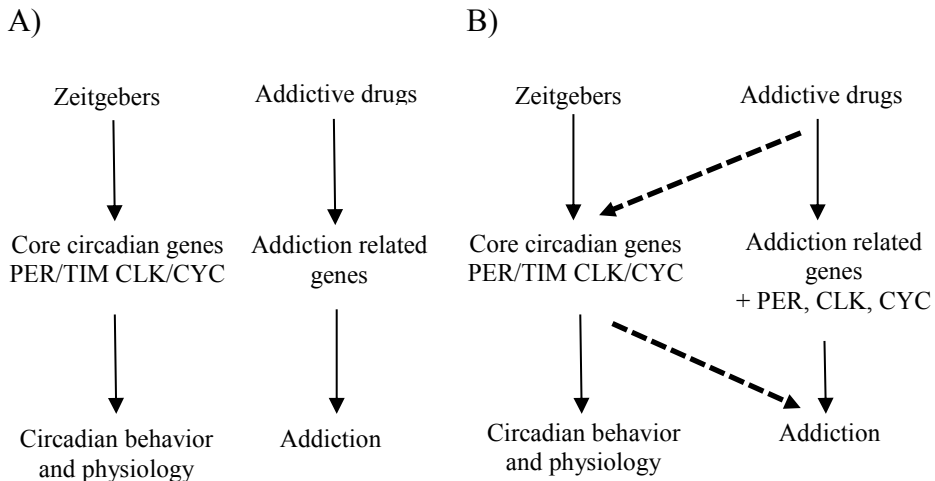 A)
Zeitgebers
Addictive drugs
Core circadian genes
PER/TIM CLK/CYC
Addiction related
genes
Circadian behavior
and physiology
Addiction
B)
Zeitgebers
Addictive drugs
Core circadian genes
PER/TIM CLK/CYC
Addiction related
genes
+ PER, CLK, CYC
Circadian behavior
and physiology
Addiction